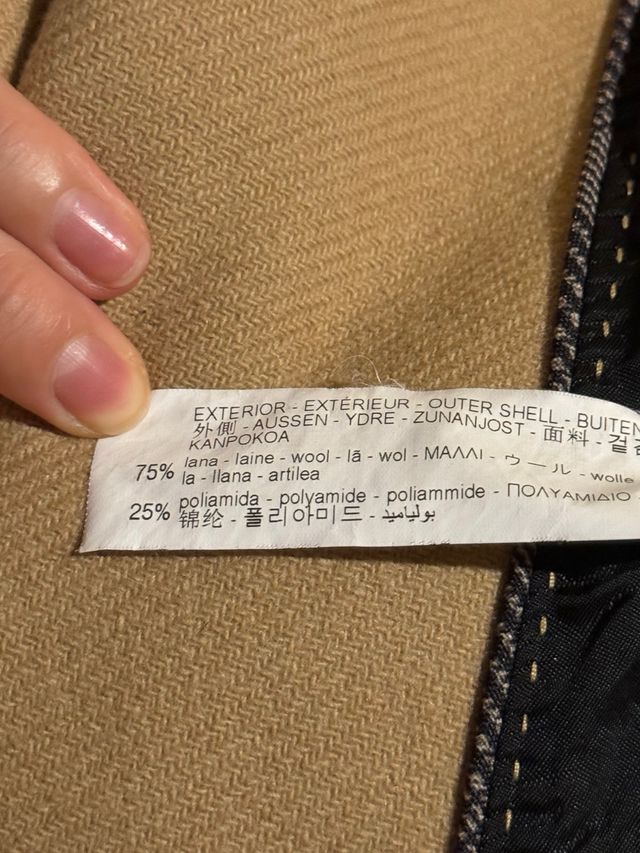 EXTERIOR - EXTÉRIEUR - OUTER SHELL - BUITEN
外側 - AUSSEN - YDRE - ZUNANJOST - 面料 - 겉
KANPOKOA
75% lana - laine - wool - lã - wol - ΜΑΛΛΙ - ウール - wolle
la - llana - artilea
25% poliamida - polyamide - poliammide - ΠΟΛΥΑΜΙΔΙΟ
锦纶 - 폴리아미드 - بولياميد